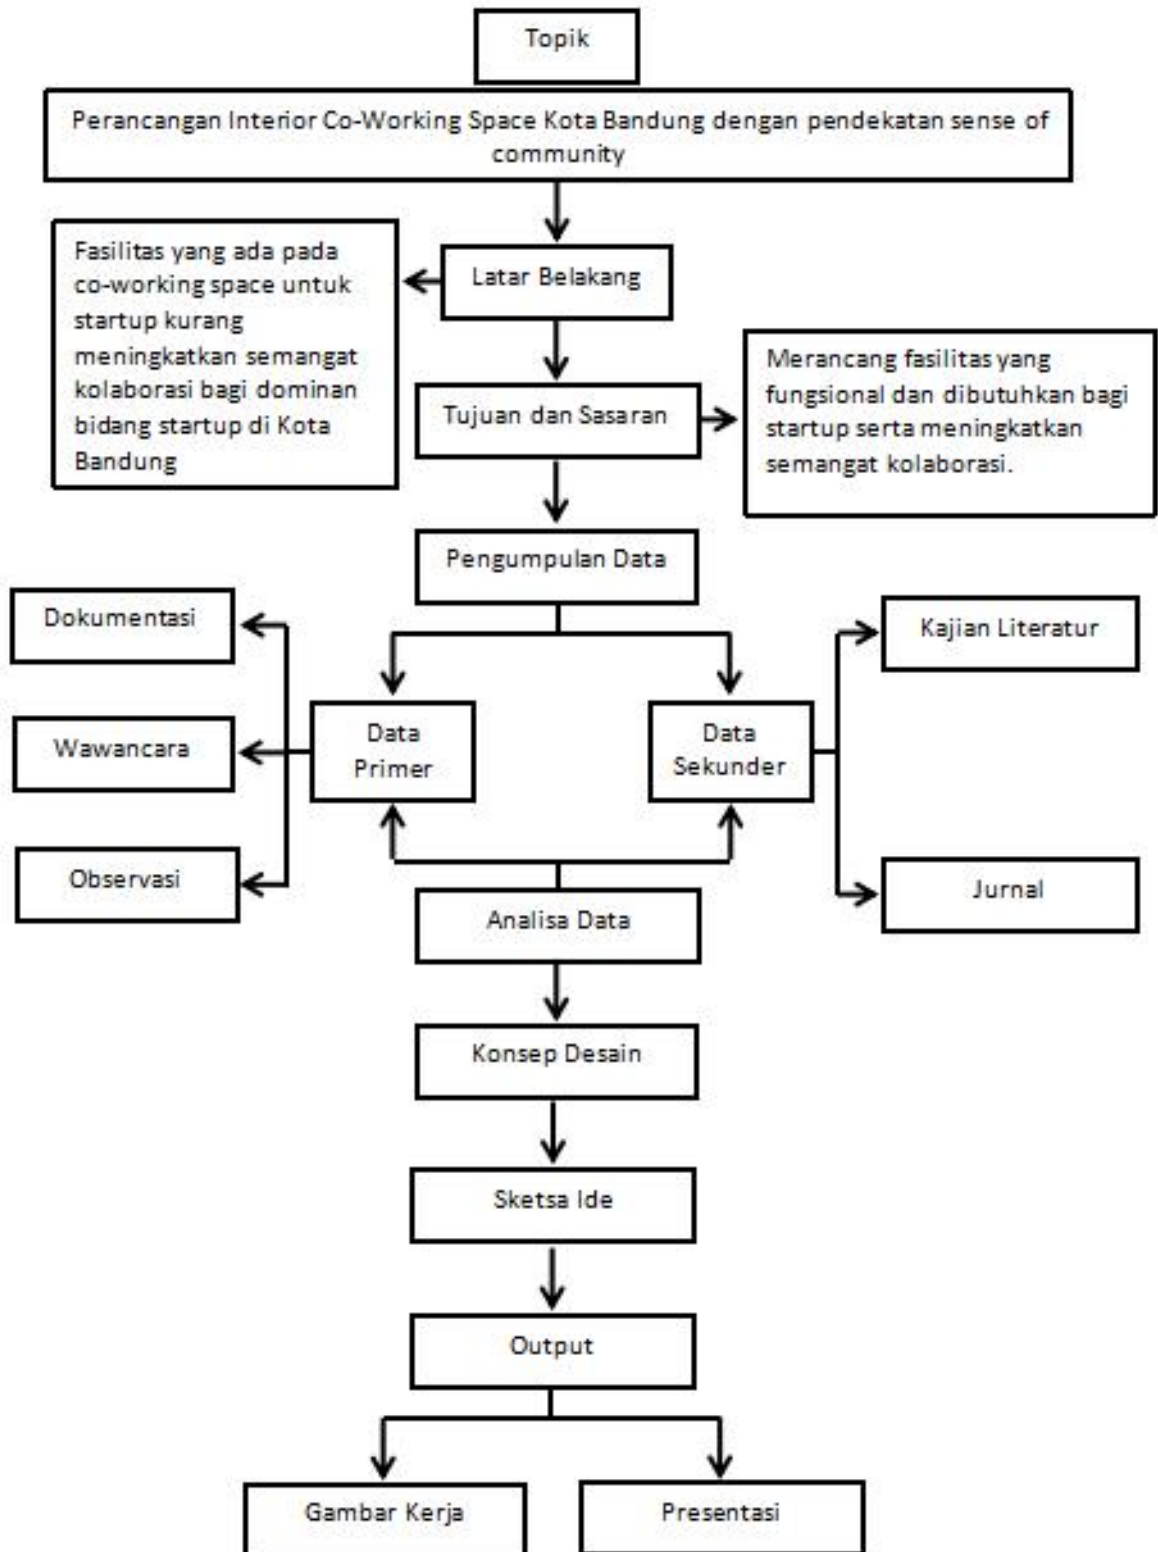 Topik
Perancangan Interior Co-Working Space Kota Bandung dengan pendekatan sense of
community
Latar Belakang
Fasilitas yang ada pada
co-working space untuk
startup kurang
meningkatkan semangat
kolaborasi bagi dominan
bidang startup di Kota
Bandung
Tujuan dan Sasaran
Merancang fasilitas yang
fungsional dan dibutuhkan bagi
startup serta meningkatkan
semangat kolaborasi.
Pengumpulan Data
Dokumentasi
Wawancara
Observasi
Data
Primer
Data
Sekunder
Kajian Literatur
Jurnal
Analisa Data
Konsep Desain
Sketsa Ide
Output
Gambar Kerja
Presentasi